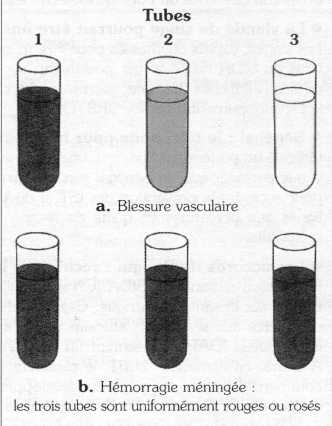 Tubes
1 2 3
a. Blessure vasculaire
b. Hémorragie méningée :
les trois tubes sont uniformément rouges ou rosés